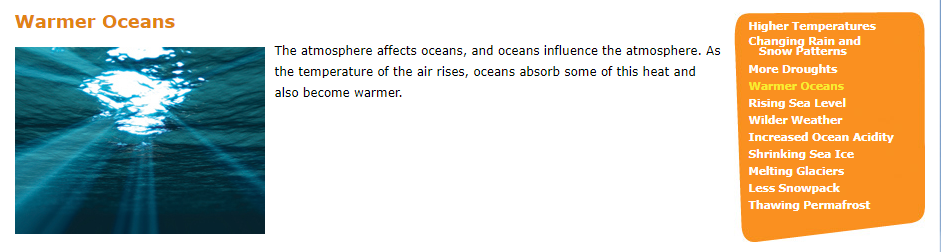 Warmer Oceans
The atmosphere affects oceans, and oceans influence the atmosphere. As
the temperature of the air rises, oceans absorb some of this heat and
also become warmer.
Higher Temperatures
Changing Rain and
Snow Patterns
More Droughts
Warmer Oceans
Rising Sea Level
Wilder Weather
Increased Ocean Acidity
Shrinking Sea Ice
Melting Glaciers
Less Snowpack
Thawing Permafrost